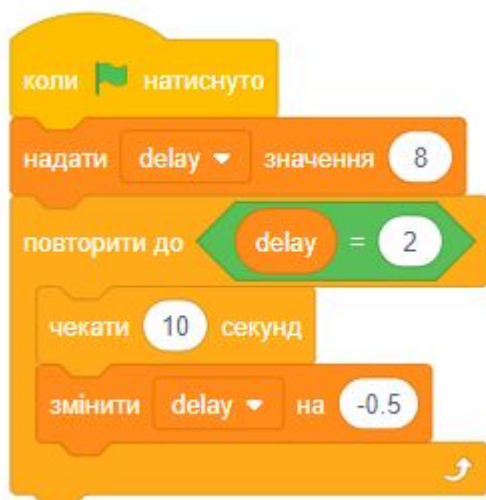 коли натиснуто
надати delay значення 8
повторити до delay = 2
чекати 10 секунд
змінити delay на -0.5